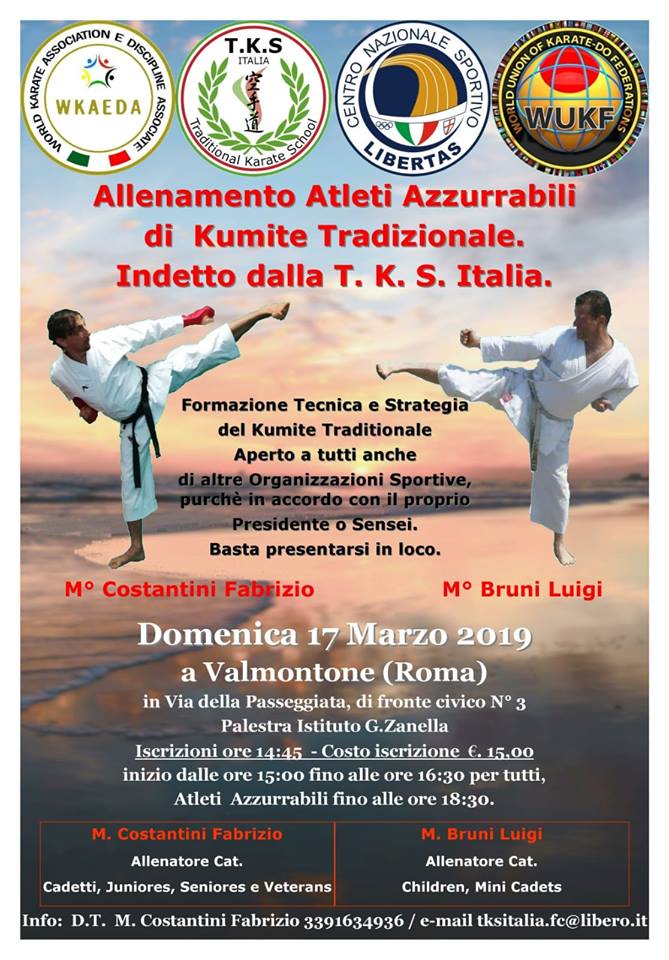 WORLD KARATE ASSOCIATION E DISCIPLINE ASSOCIATE
WKAEDA
T.K.S
ITALIA
空手道
Traditional Karate School
CENTRO NAZIONALE SPORTIVO
LIBERTAS
WORLD UNION OF KARATE-DO FEDERATIONS
WUKF
Allenamento Atleti Azzurrabili
di Kumite Tradizionale.
Indetto dalla T. K. S. Italia.
Formazione Tecnica e Strategia
del Kumite Traditionale
Aperto a tutti anche
di altre Organizzazioni Sportive,
purchè in accordo con il proprio
Presidente o Sensei.
Basta presentarsi in loco.
M° Costantini Fabrizio
M° Bruni Luigi
Domenica 17 Marzo 2019
a Valmontone (Roma)
in Via della Passeggiata, di fronte civico N° 3
Palestra Istituto G.Zanella
Iscrizioni ore 14:45 - Costo iscrizione €. 15,00
inizio dalle ore 15:00 fino alle ore 16:30 per tutti,
Atleti Azzurrabili fino alle ore 18:30.
M. Costantini Fabrizio
Allenatore Cat.
Cadetti, Juniores, Seniores e Veterans
M. Bruni Luigi
Allenatore Cat.
Children, Mini Cadets
Info: D.T. M. Costantini Fabrizio 3391634936 / e-mail tksitalia.fc@libero.it